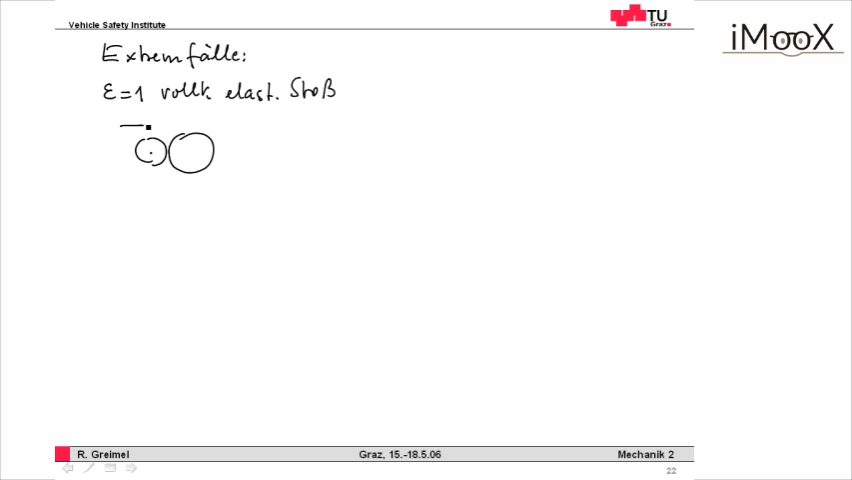 Vehicle Safety Institute
TU
Graz
iMooX
Extremfälle:
ε=1 vollk elast. Stoß
R. Greimel
Graz, 15.-18.5.06
Mechanik 2
22